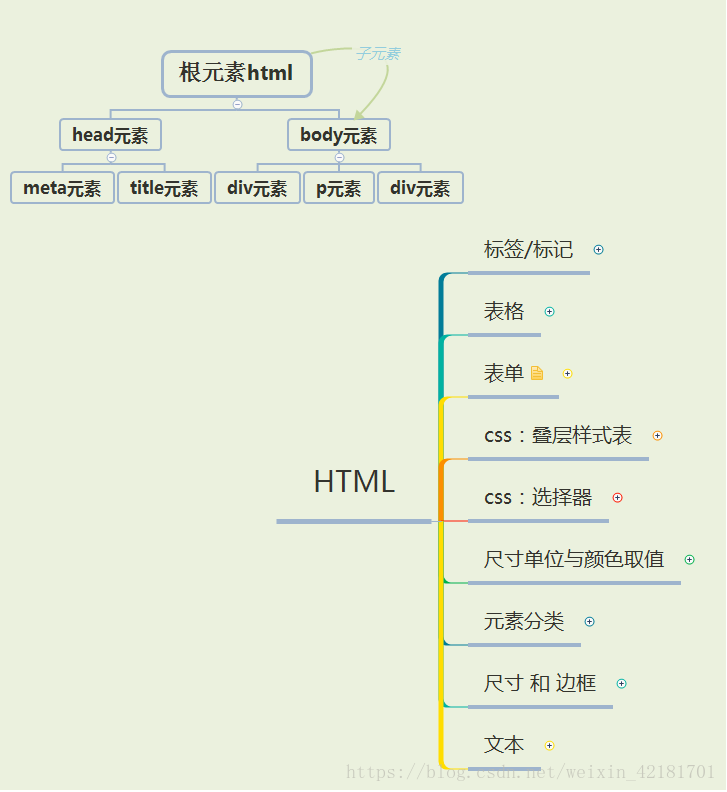 根元素html
子元素
head元素
body元素
meta元素
title元素
div元素
p元素
div元素
标签/标记
表格
表单
css：叠层样式表
HTML
css：选择器
尺寸单位与颜色取值
元素分类
尺寸 和 边框
文本
https://blog.csdn.net/weixin_42181701